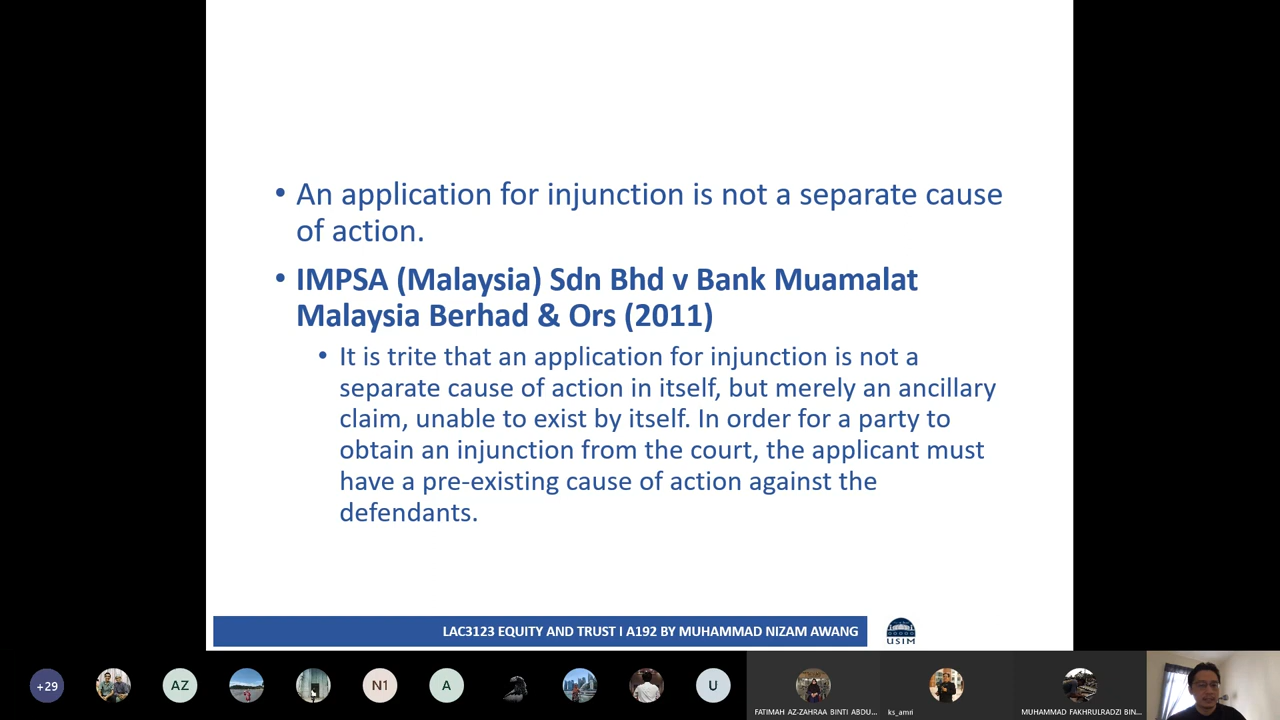 • An application for injunction is not a separate cause
of action.
• IMPSA (Malaysia) Sdn Bhd v Bank Muamalat
Malaysia Berhad & Ors (2011)
• It is trite that an application for injunction is not a
separate cause of action in itself, but merely an ancillary
claim, unable to exist by itself. In order for a party to
obtain an injunction from the court, the applicant must
have a pre-existing cause of action against the
defendants.
LAC3123 EQUITY AND TRUST I A192 BY MUHAMMAD NIZAM AWANG
USIM
+29
AZ
N1
A
U
FATIMAH AZ-ZAHRAA BINTI ABDU...
ks_amri
MUHAMMAD FAKHRULRADZI BIN...